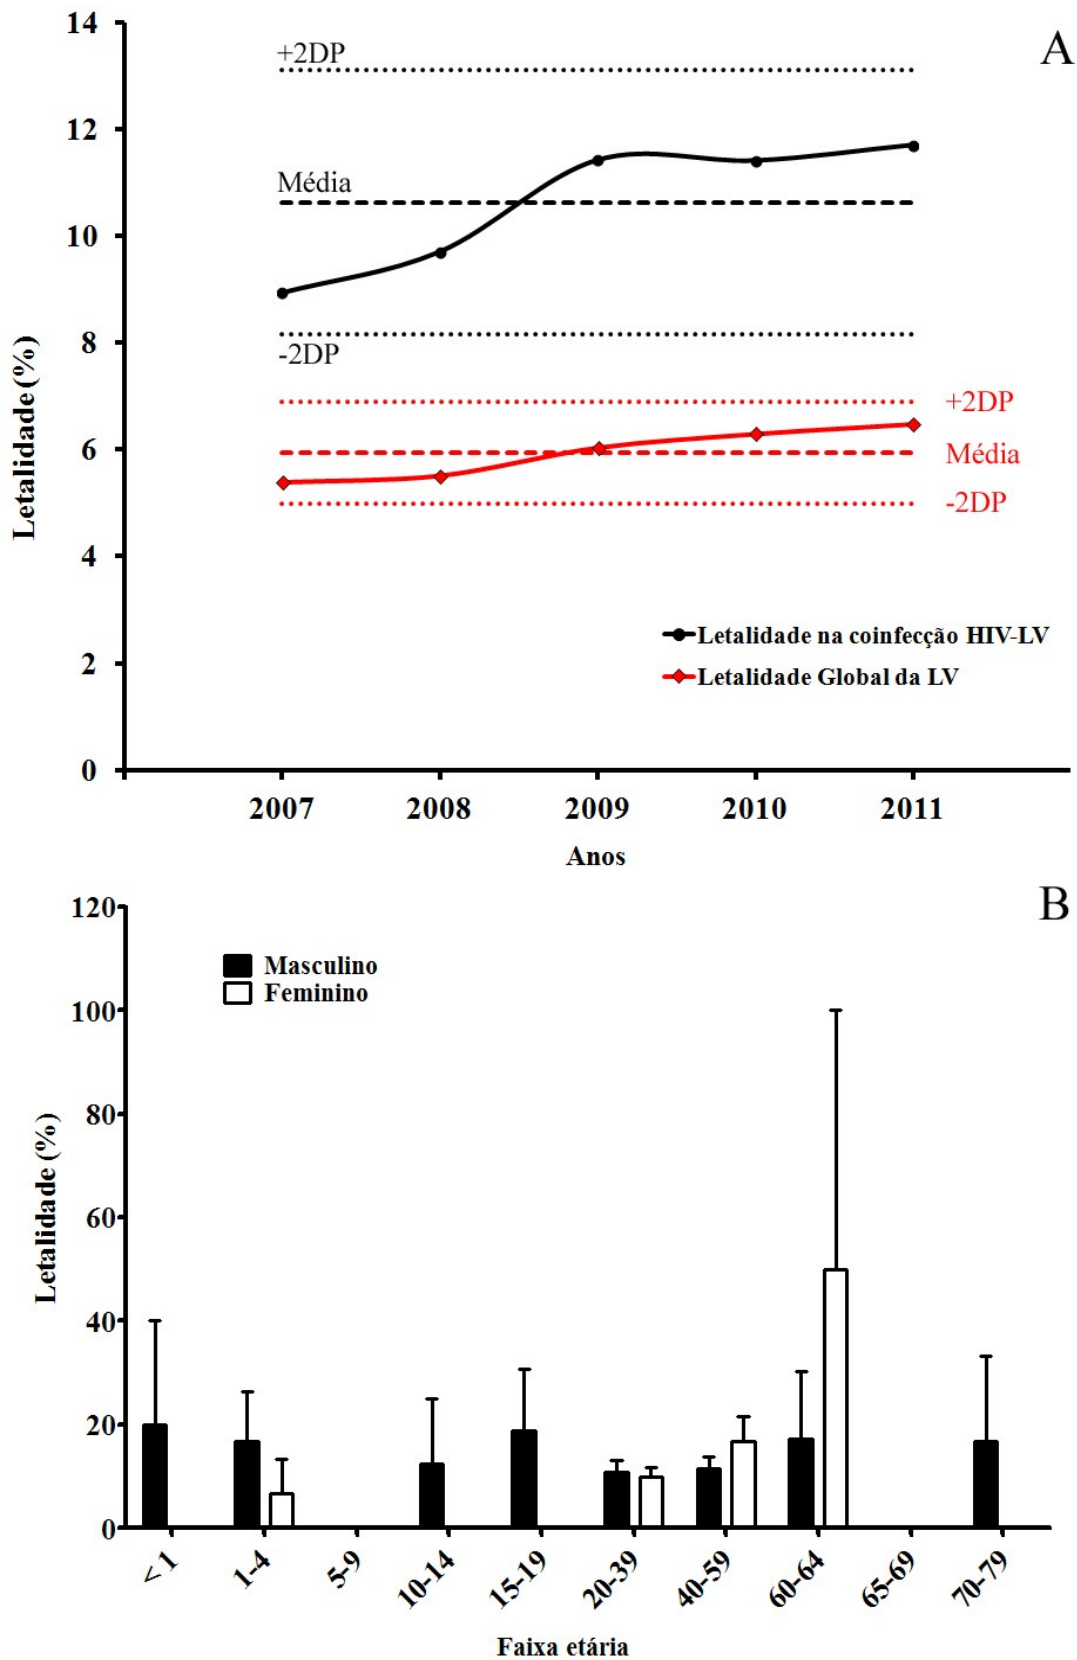 A
14
+2DP
12
Média
10
8
-2DP
+2DP
6
Média
-2DP
4
Letalidade (%)
Letalidade na coinfecção HIV-LV
Letalidade Global da LV
2
0
2007 2008 2009 2010 2011
Anos
B
120
Masculino
Feminino
100
80
60
40
20
0
Letalidade (%)
< 1 1-4 5-9 10-14 15-19 20-39 40-59 60-64 65-69 70-79
Faixa etária